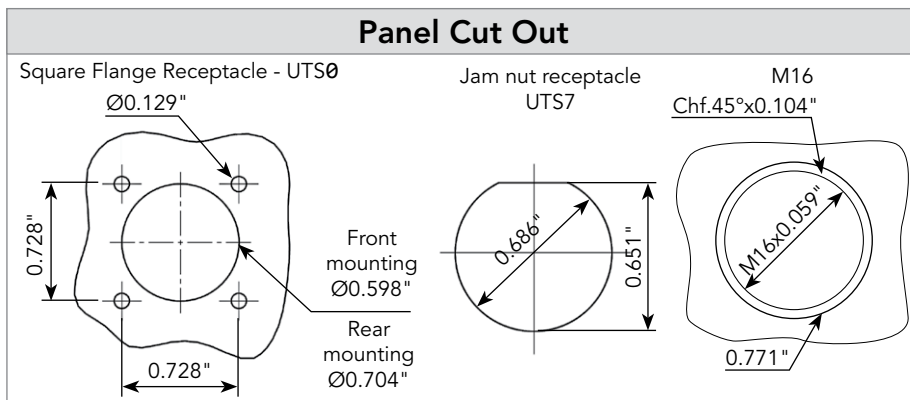 Panel Cut Out
Square Flange Receptacle - UTS0
Ø0.129"
0.728"
0.728"
Front
mounting
Ø0.598"
Rear
mounting
Ø0.704"
Jam nut receptacle
UTS7
0.686"
0.651"
M16
Chf.45°x0.104"
M16x0.059"
0.771"